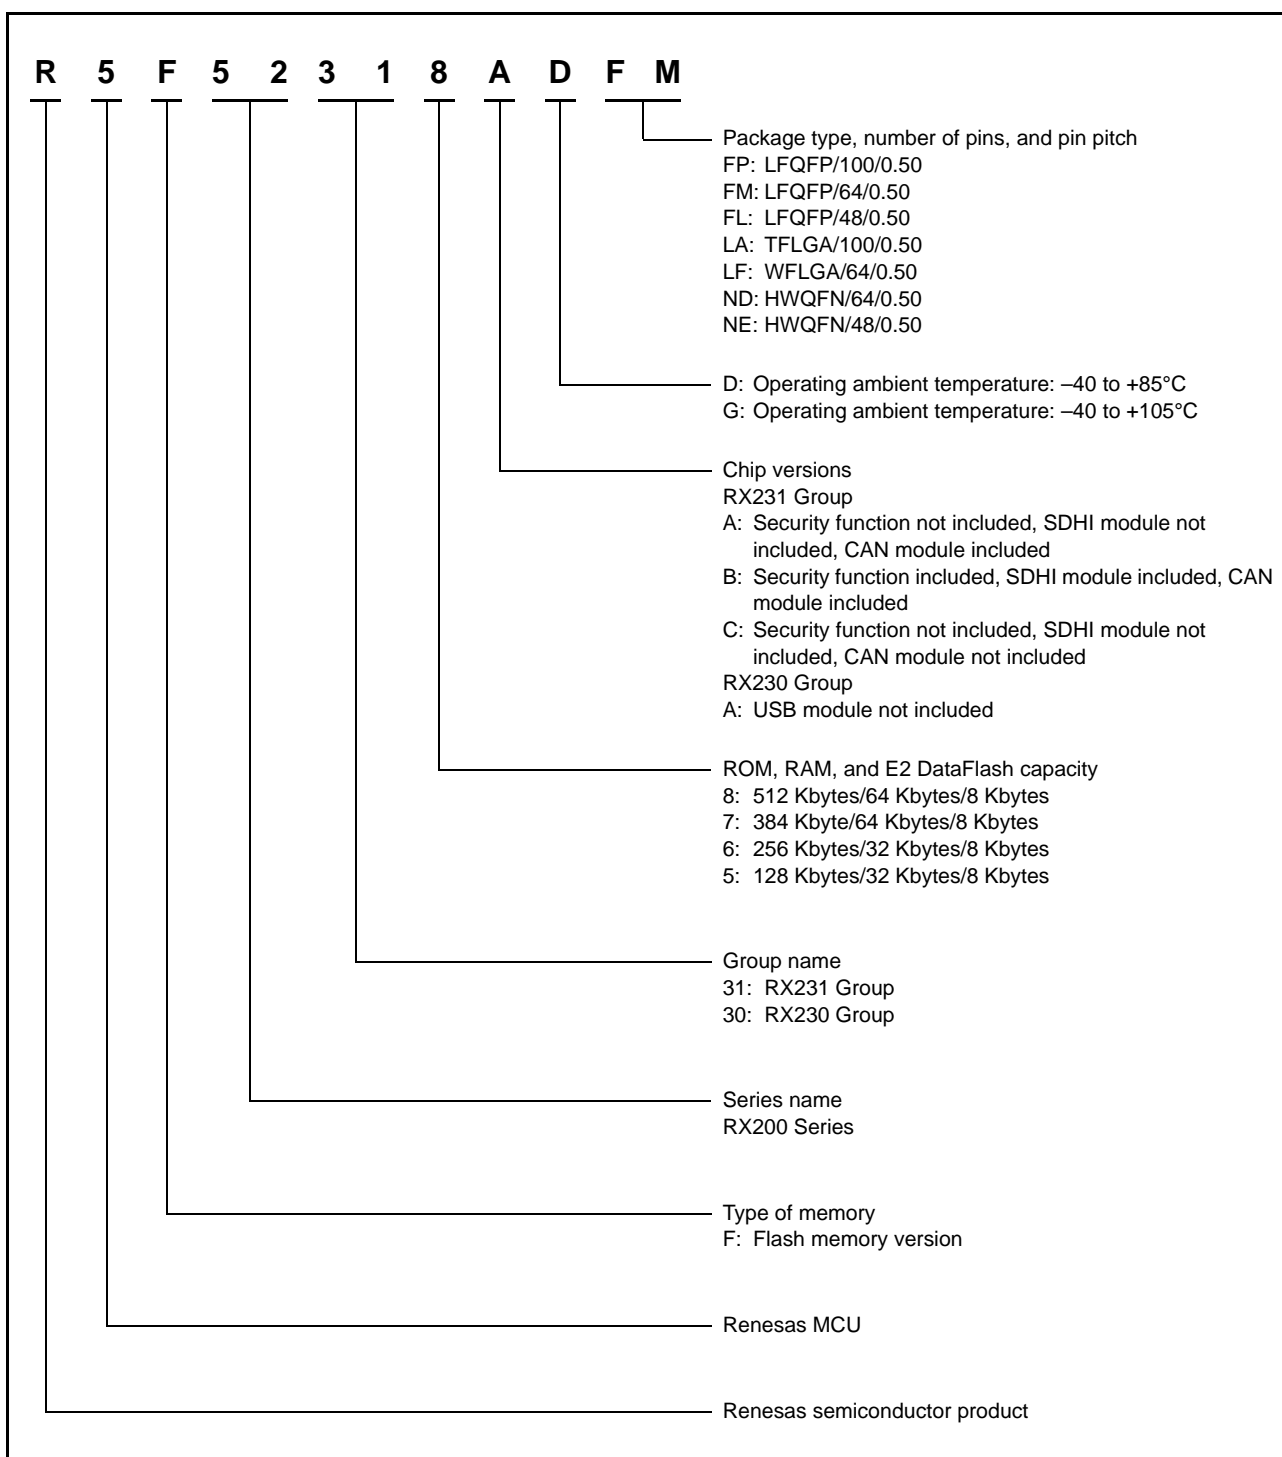 R 5 F 5 2 3 1 8 A D F M
Package type, number of pins, and pin pitch
FP: LFQFP/100/0.50
FM: LFQFP/64/0.50
FL: LFQFP/48/0.50
LA: TFLGA/100/0.50
LF: WFLGA/64/0.50
ND: HWQFN/64/0.50
NE: HWQFN/48/0.50
D: Operating ambient temperature: –40 to +85°C
G: Operating ambient temperature: –40 to +105°C
Chip versions
RX231 Group
A: Security function not included, SDHI module not
included, CAN module included
B: Security function included, SDHI module included, CAN
module included
C: Security function not included, SDHI module not
included, CAN module not included
RX230 Group
A: USB module not included
ROM, RAM, and E2 DataFlash capacity
8: 512 Kbytes/64 Kbytes/8 Kbytes
7: 384 Kbyte/64 Kbytes/8 Kbytes
6: 256 Kbytes/32 Kbytes/8 Kbytes
5: 128 Kbytes/32 Kbytes/8 Kbytes
Group name
31: RX231 Group
30: RX230 Group
Series name
RX200 Series
Type of memory
F: Flash memory version
Renesas MCU
Renesas semiconductor product